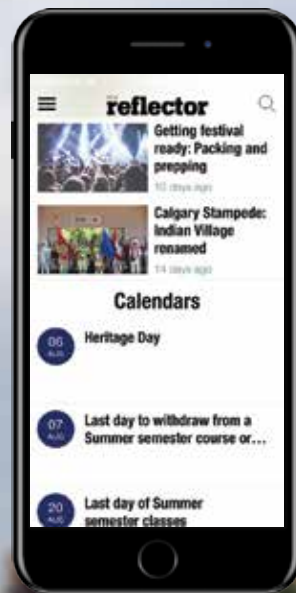 the
reflector
Getting festival
ready: Packing and
prepping
10 days ago
Calgary Stampede:
Indian Village
renamed
14 days ago
Calendars
06
AUG
Heritage Day
07
AUG
Last day to withdraw from a
Summer semester course or...
20
AUG
Last day of Summer
semester classes